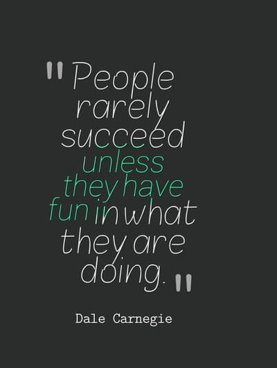 "People
rarely
succeed
unless
they have
fun in what
they are
doing."
Dale Carnegie